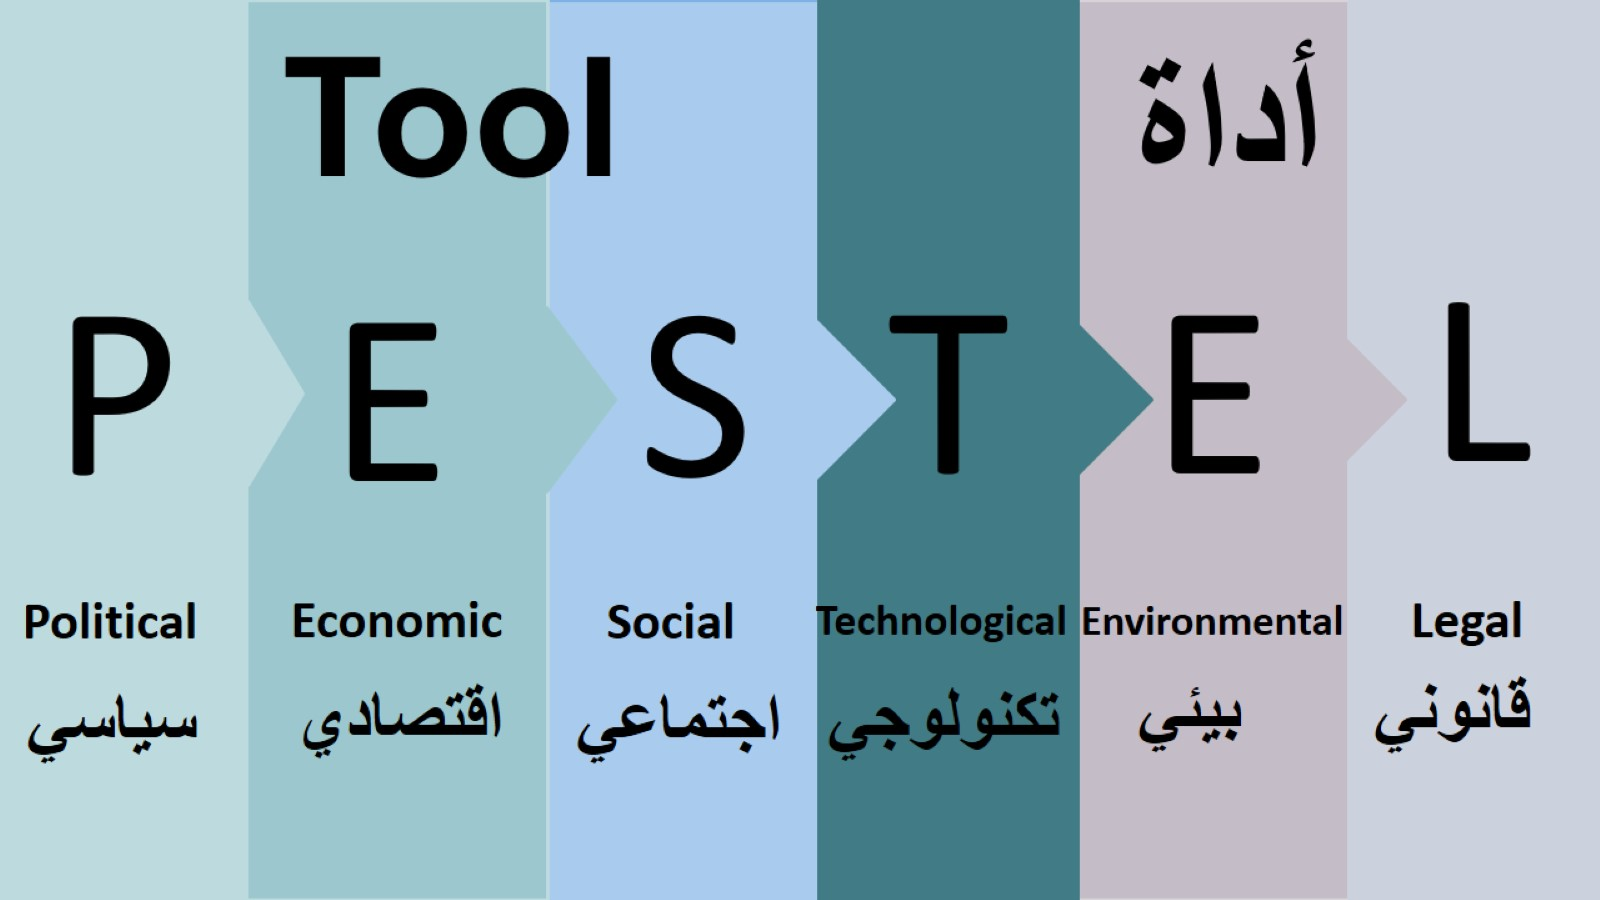 Tool أداة
P E S T E L
Political Economic Social Technological Environmental Legal
سياسي اقتصادي اجتماعي تكنولوجي بيئي قانوني